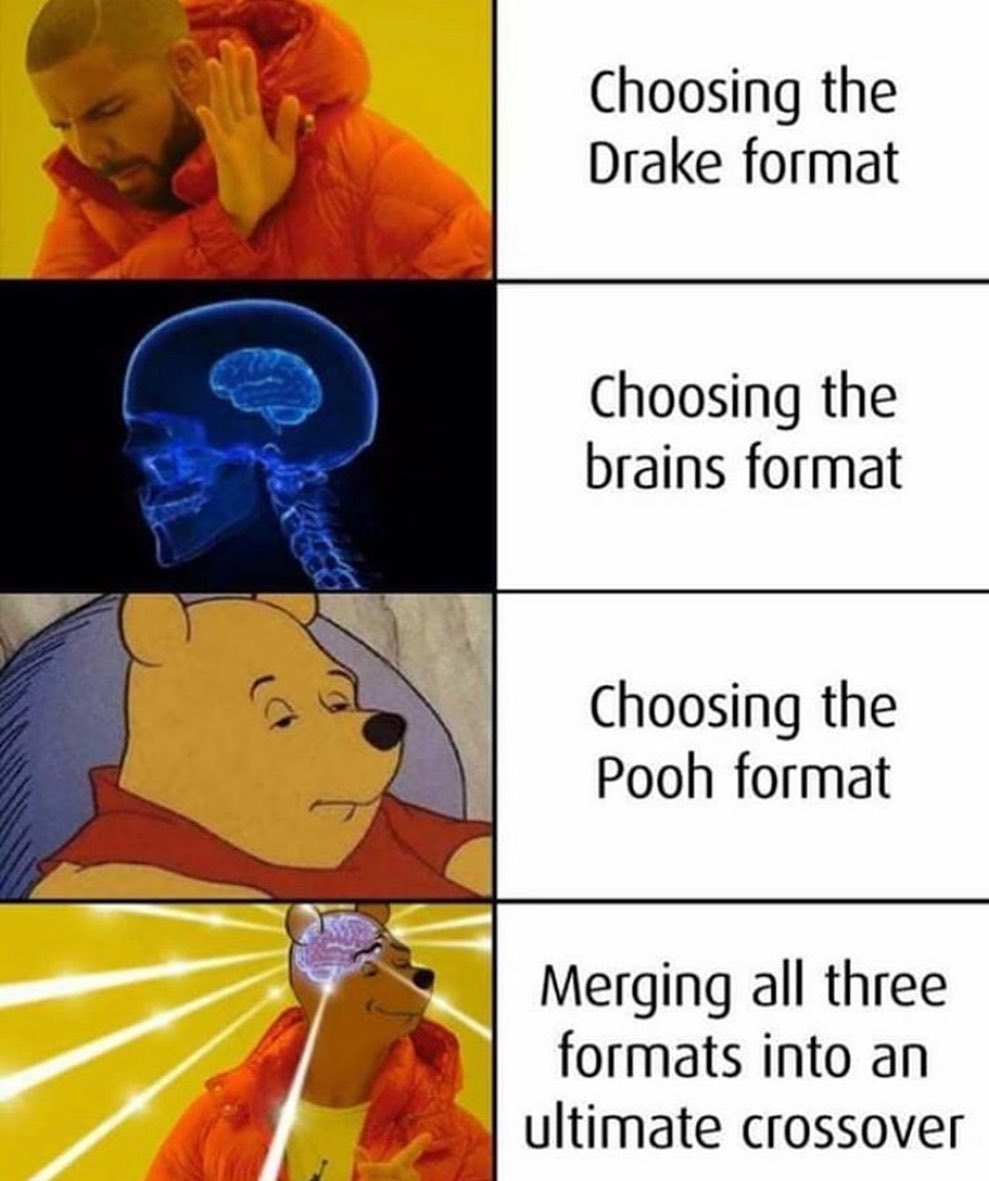 Choosing the
Drake format
Choosing the
brains format
Choosing the
Pooh format
Merging all three
formats into an
ultimate crossover